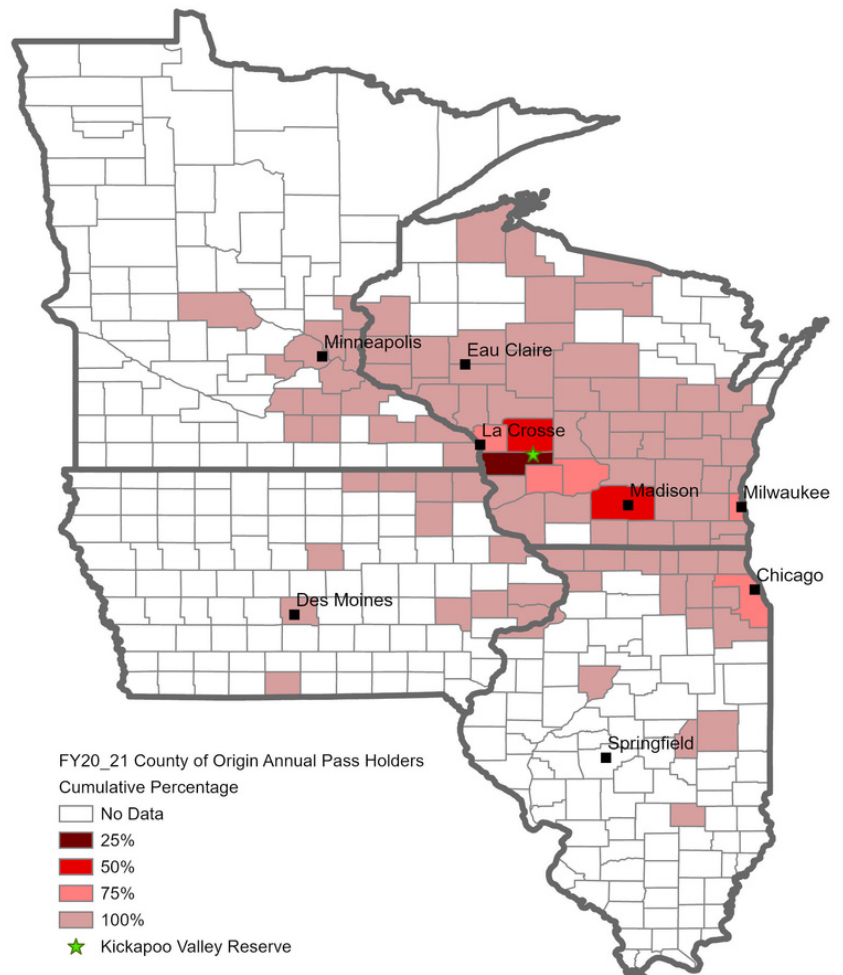 Minneapolis
Eau Claire
La Crosse
Madison
Milwaukee
Chicago
Des Moines
Springfield
FY20_21 County of Origin Annual Pass Holders
Cumulative Percentage
No Data
25%
50%
75%
100%
Kickapoo Valley Reserve